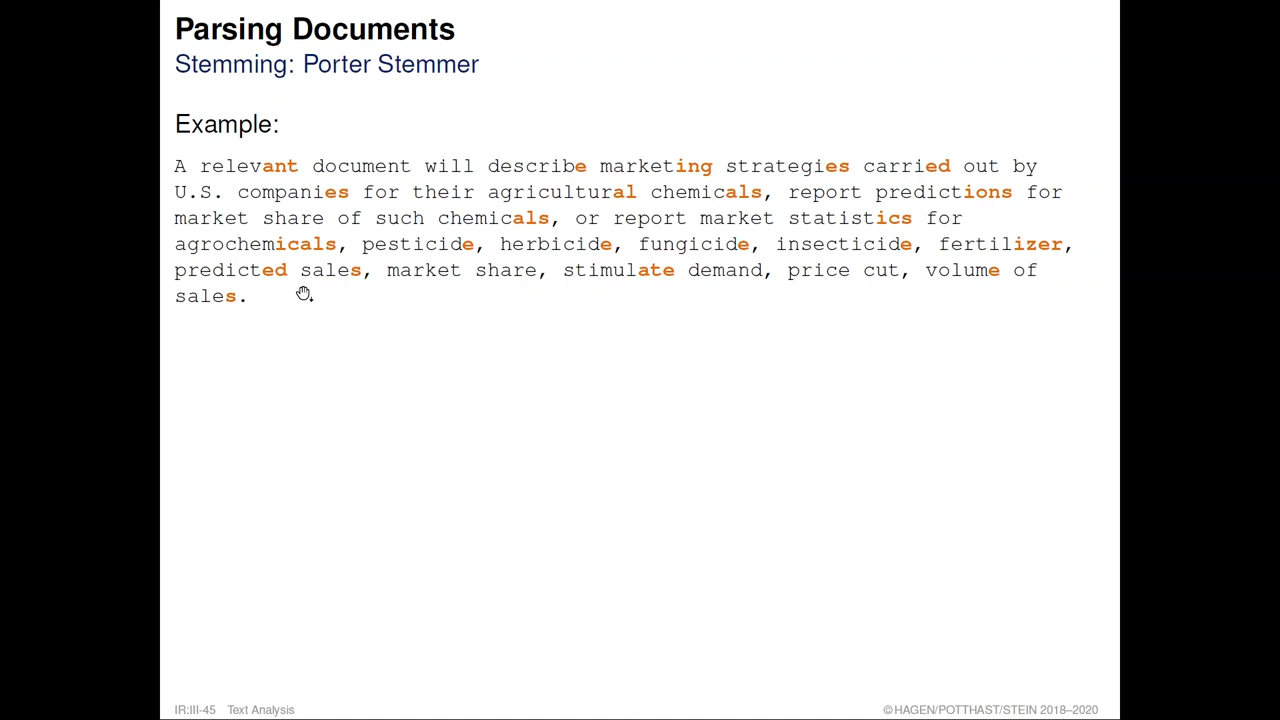 Parsing Documents
Stemming: Porter Stemmer
Example:
A relevant document will describe marketing strategies carried out by
U.S. companies for their agricultural chemicals, report predictions for
market share of such chemicals, or report market statistics for
agrochemicals, pesticide, herbicide, fungicide, insecticide, fertilizer,
predicted sales, market share, stimulate demand, price cut, volume of
sales.
IR:III-45 Text Analysis
©HAGEN/POTTHAST/STEIN 2018–2020